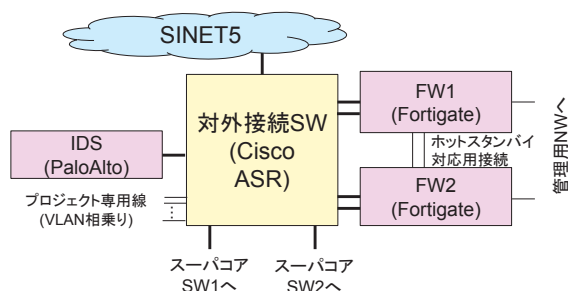 SINET5
対外接続SW
(Cisco
ASR)
IDS
(PaloAlto)
プロジェクト専用線
(VLAN相乗り)
FW1
(Fortigate)
ホットスタンバイ
対応用接続
FW2
(Fortigate)
管理用NWへ
スーパコア
SW1へ
スーパコア
SW2へ